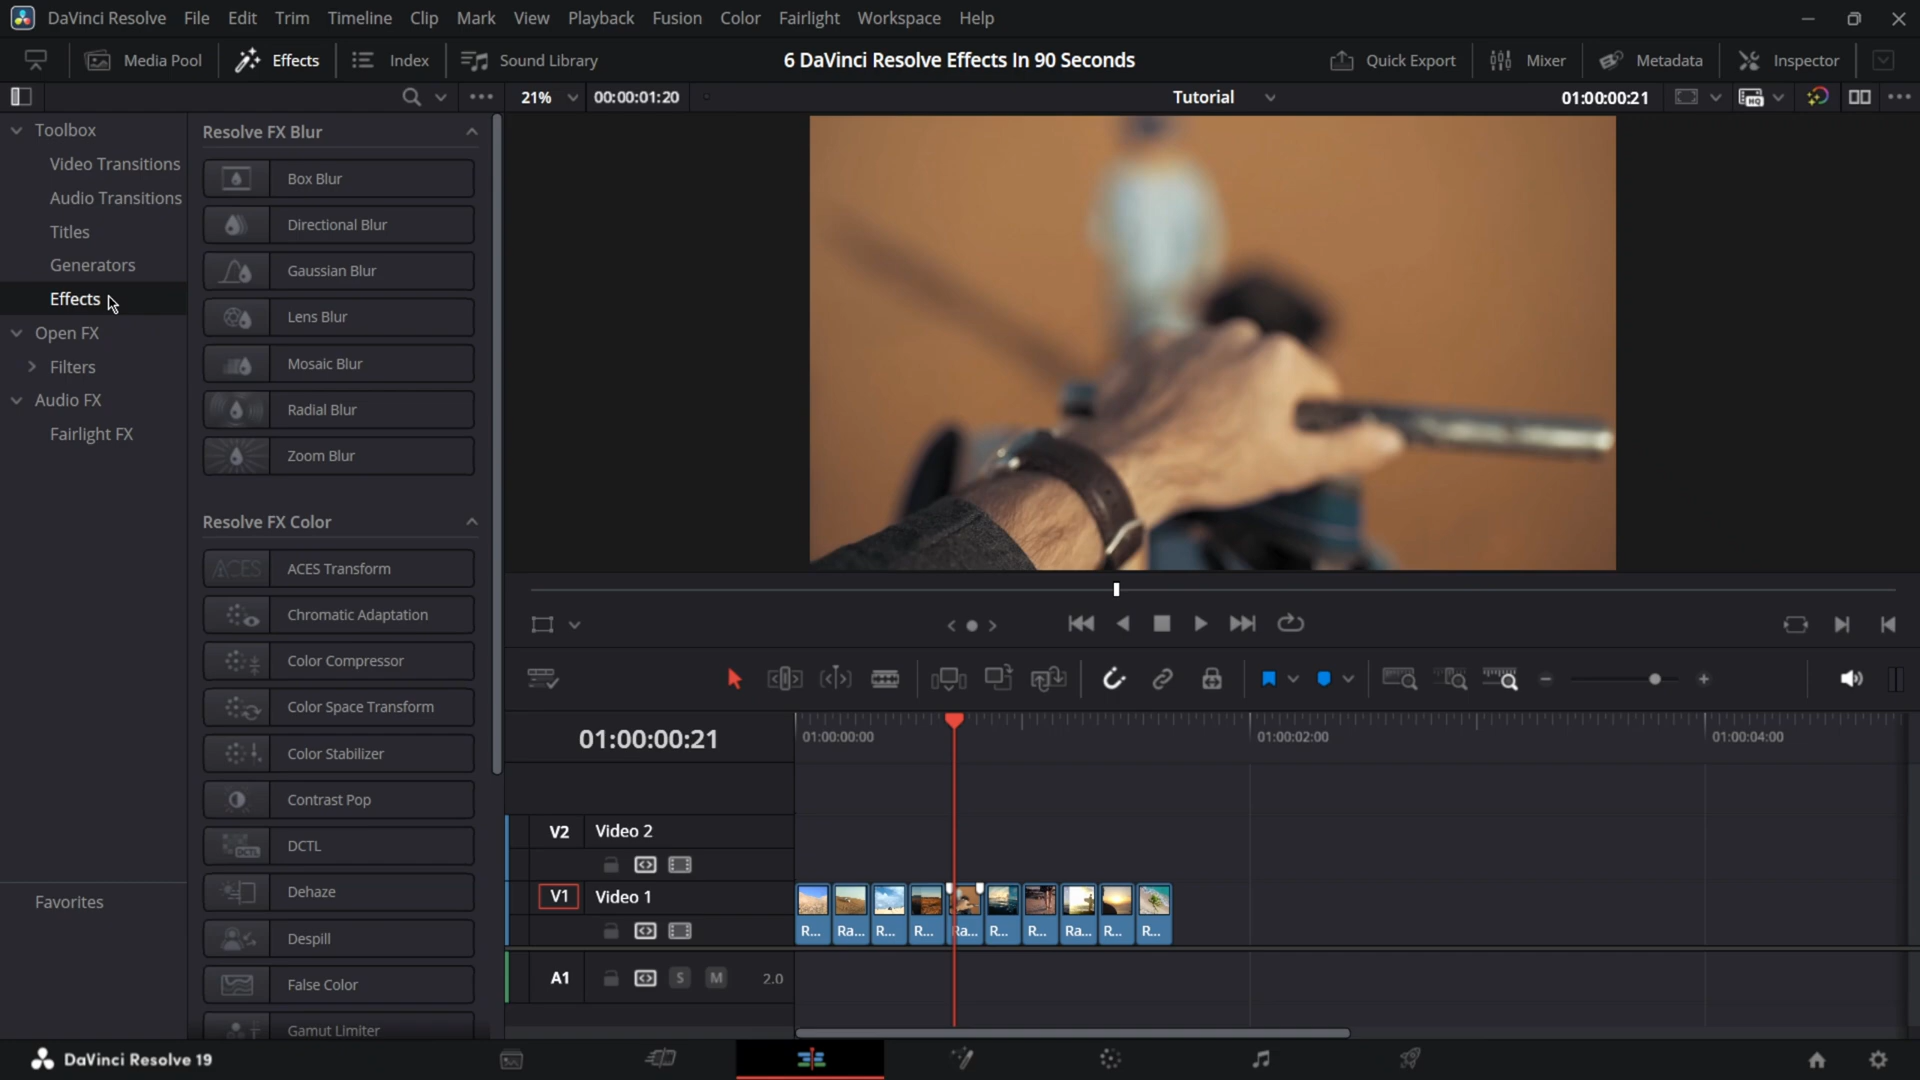 DaVinci Resolve File Edit Trim Timeline Clip Mark View Playback Fusion Color Fairlight Workspace Help
Media Pool Effects Index Sound Library 6 DaVinci Resolve Effects In 90 Seconds Quick Export Mixer Metadata Inspector
21% 00:00:01:20 Tutorial 01:00:00:21
Toolbox
Video Transitions
Audio Transitions
Titles
Generators
Effects
Open FX
Filters
Audio FX
Fairlight FX
Favorites
Resolve FX Blur
Box Blur
Directional Blur
Gaussian Blur
Lens Blur
Mosaic Blur
Radial Blur
Zoom Blur
Resolve FX Color
ACES ACES Transform
Chromatic Adaptation
Color Compressor
Color Space Transform
Color Stabilizer
Contrast Pop
DCTL DCTL
Dehaze
Despill
False Color
Gamut Limiter
01:00:00:21 01:00:00:00 01:00:02:00 01:00:04:00
V2 Video 2
V1 Video 1
R... Ra... R... R... Ra... R... R... Ra... R... R...
A1 S M 2.0
DaVinci Resolve 19